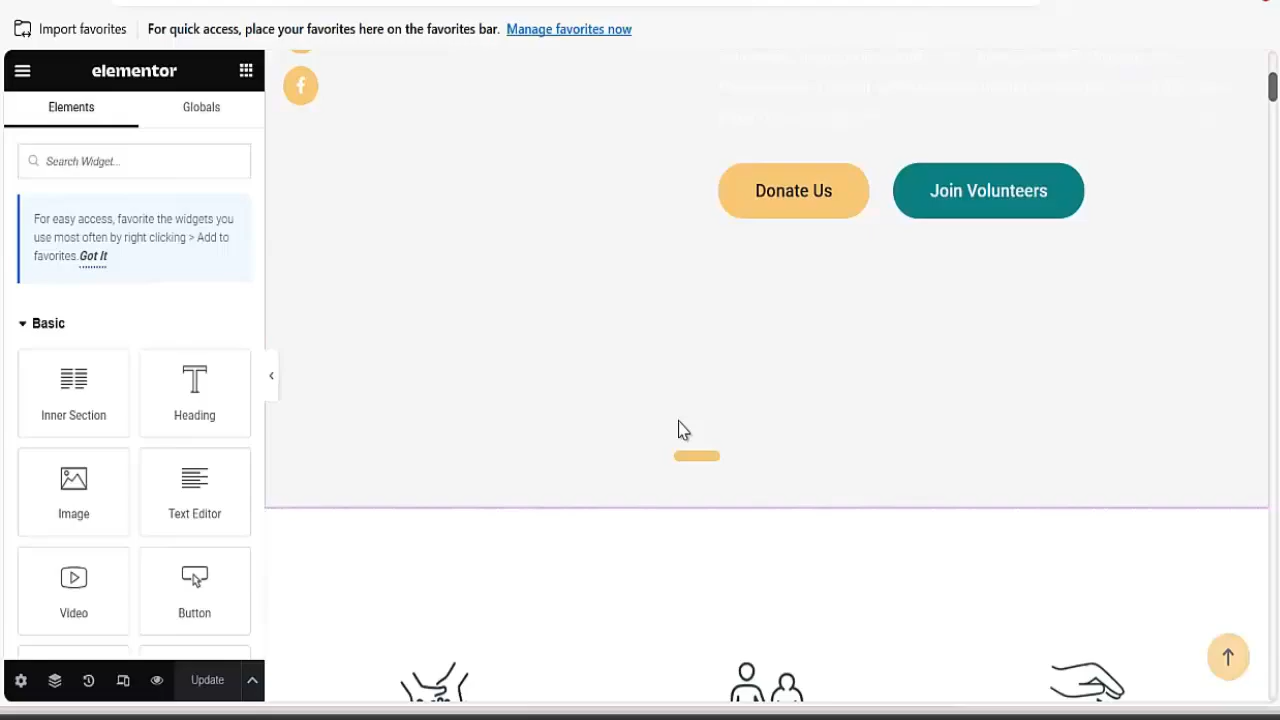 Import favorites
For quick access, place your favorites here on the favorites bar. Manage favorites now
elementor
Elements
Globals
Search Widget...
For easy access, favorite the widgets you
use most often by right clicking > Add to
favorites. Got It
Basic
Inner Section
Heading
Image
Text Editor
Video
Button
Update
Donate Us
Join Volunteers